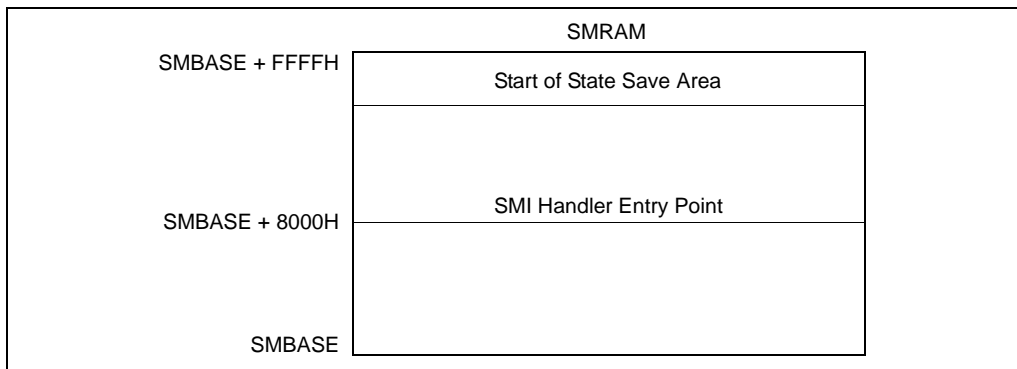 SMRAM
SMBASE + FFFFH
Start of State Save Area
SMI Handler Entry Point
SMBASE + 8000H
SMBASE